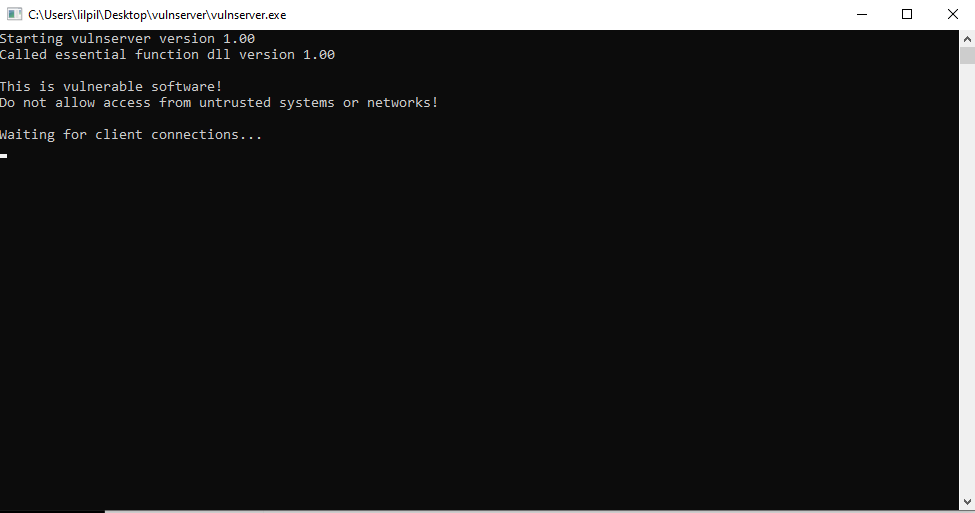 C:\Users\lilpil\Desktop\vulnserver\vulnserver.exe
Starting vulnserver version 1.00
Called essential function dll version 1.00
This is vulnerable software!
Do not allow access from untrusted systems or networks!
Waiting for client connections...